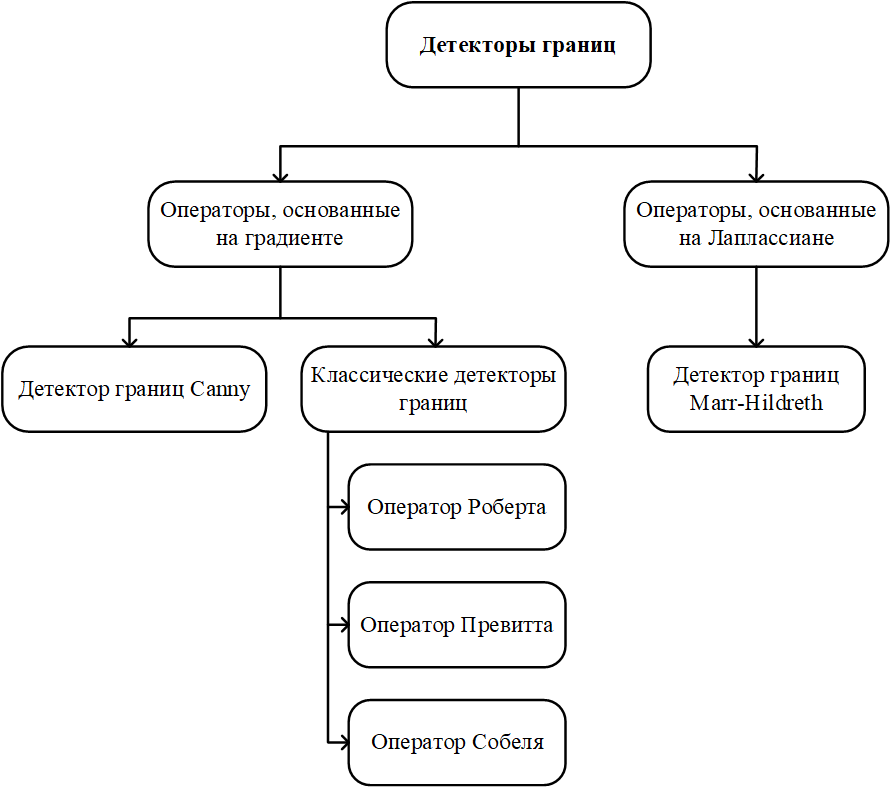 Детекторы границ
Операторы, основанные
на градиенте
Операторы, основанные
на Лаплассиане
Детектор границ Canny
Классические детекторы
границ
Детектор границ
Marr-Hildreth
Оператор Роберта
Оператор Превитта
Оператор Собеля